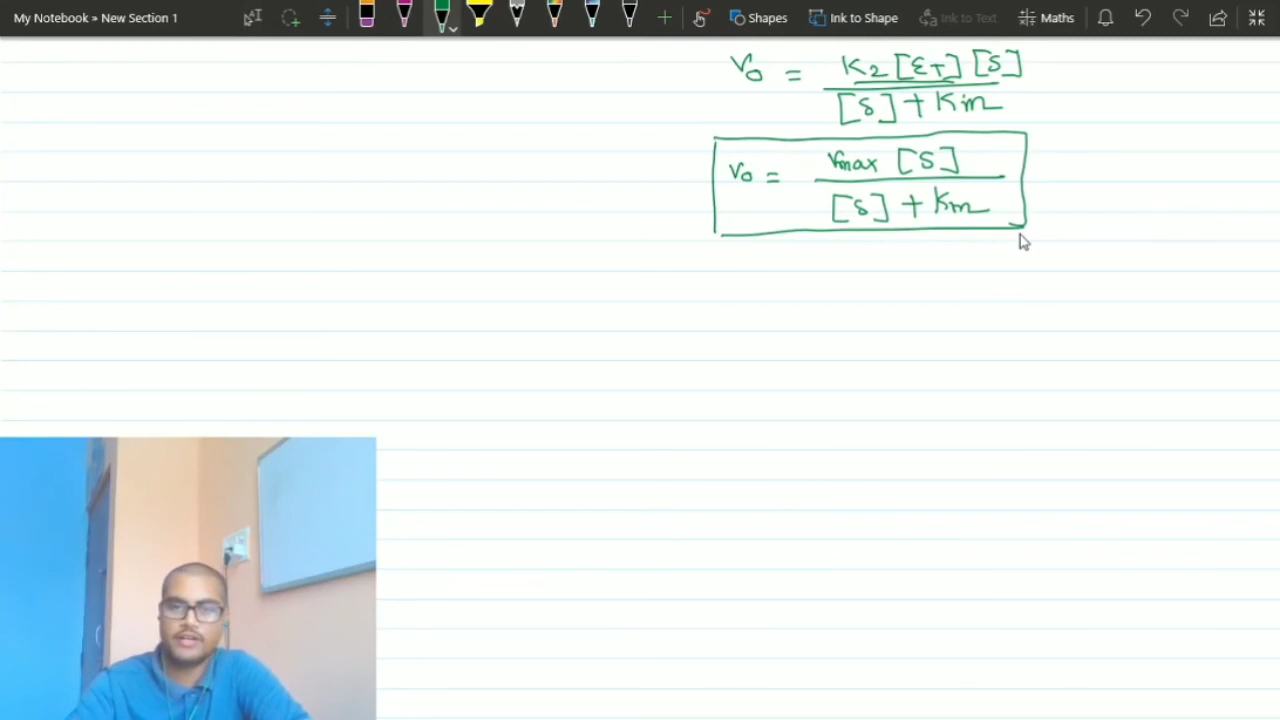 My Notebook » New Section 1
Shapes
Ink to Shape
Ink to Text
Maths
V₀ = K₂[ET][S] / [S] + Km
V₀ = Vmax [S] / [S] + Km